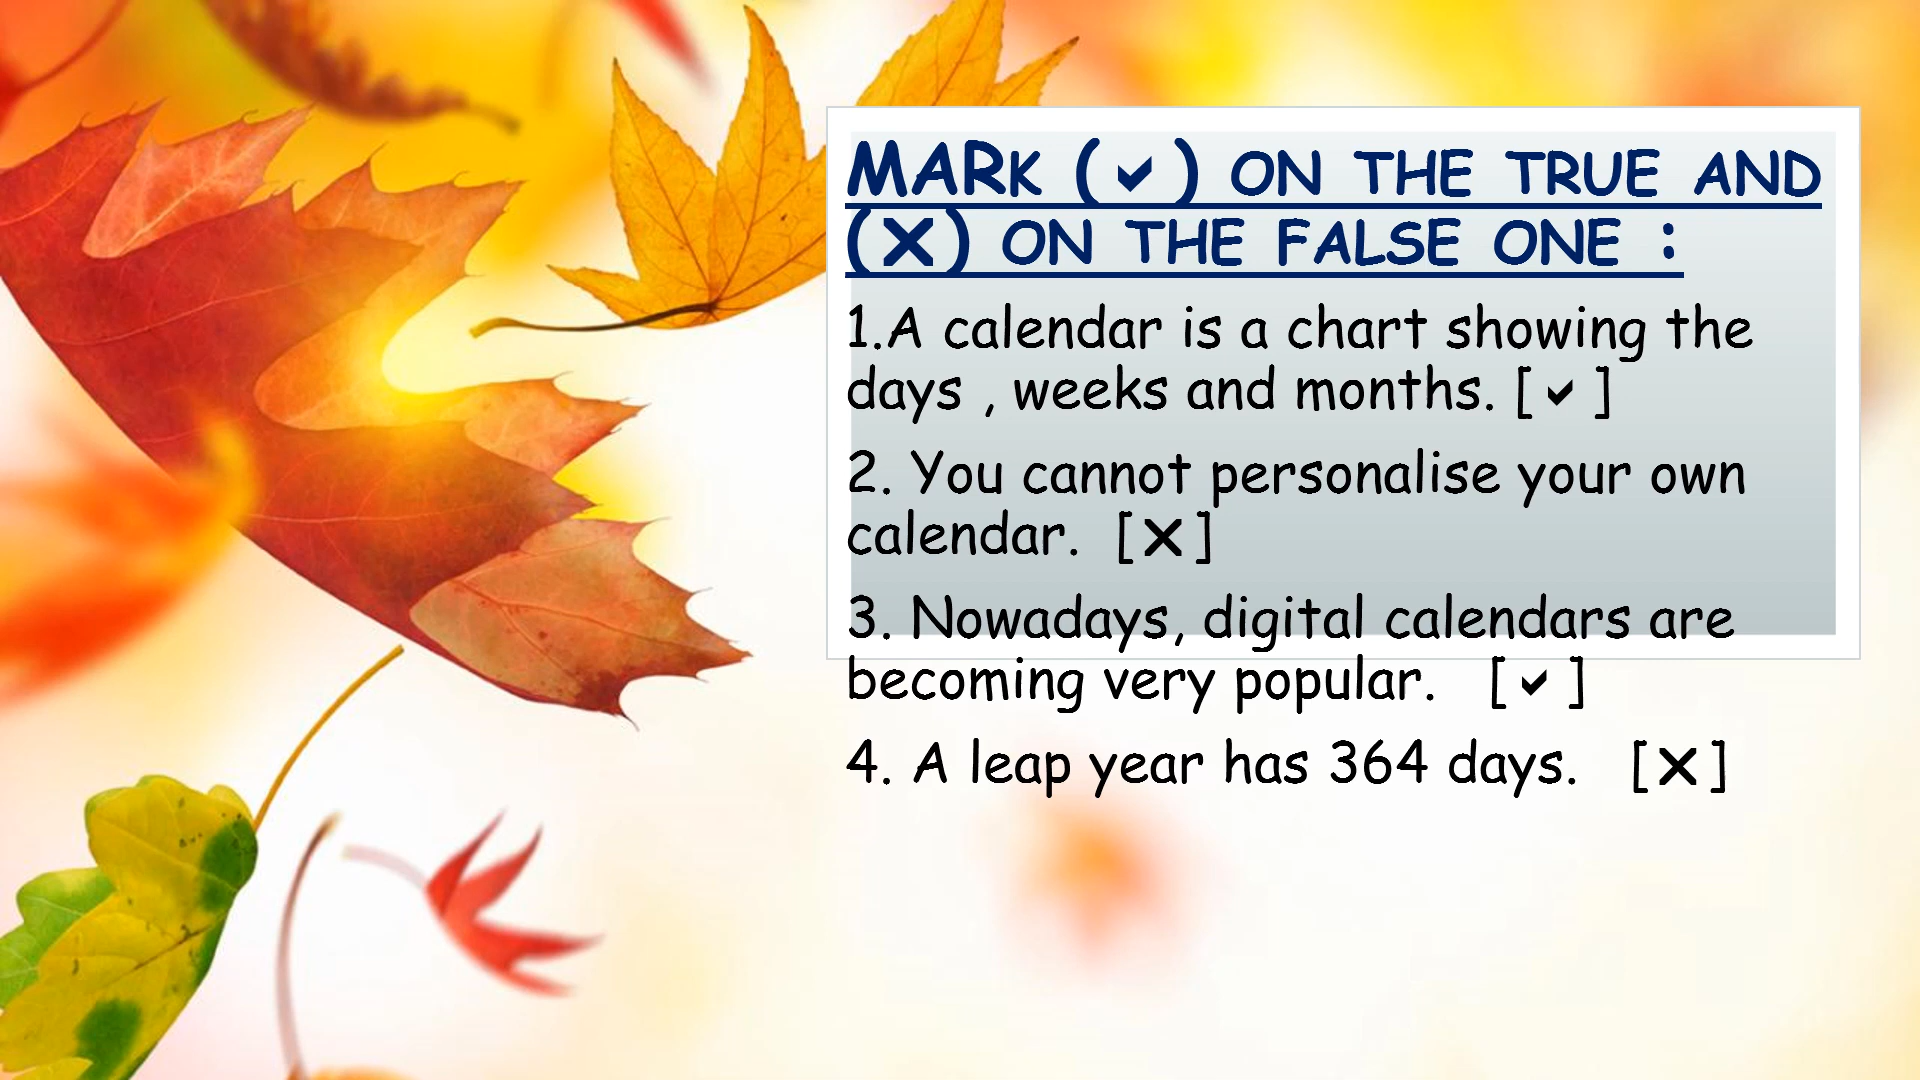 MARK (✔) ON THE TRUE AND
(✗) ON THE FALSE ONE :
1.A calendar is a chart showing the
days , weeks and months. [✔]
2. You cannot personalise your own
calendar. [✗]
3. Nowadays, digital calendars are
becoming very popular. [✔]
4. A leap year has 364 days. [✗]